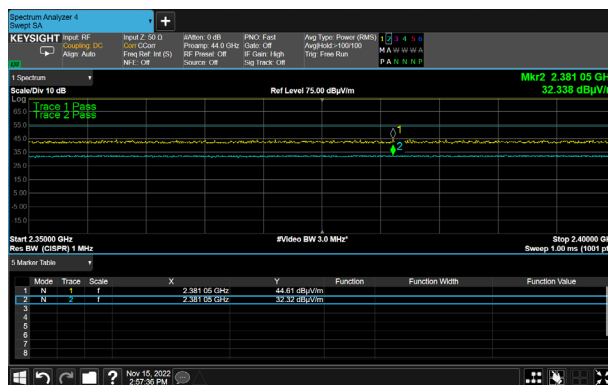 Spectrum Analyzer 4
Swept SA
KEYSIGHT Input: RF Input Z: 50 Ω #Atten: 0 dB PNO: Fast Avg Type: Power (RMS) 1 2 3 4 5 6
Coupling: DC Corr CCorr Preamp: 44.0 GHz Gate: Off Avg|Hold:>100/100 M A W W W A
Align: Auto Freq Ref: Int (S) RF Presel: Off IF Gain: High Trig: Free Run
NFE: Off Source: Off Sig Track: Off P A N N N P
1 Spectrum
Mkr2 2.381 05 GHz
Scale/Div 10 dB Ref Level 75.00 dBµV/m 32.338 dBµV/m
Log
Trace 1 Pass
Trace 2 Pass
65.0
55.0
45.0
35.0
25.0
15.0
5.00
15.0
1
2
Start 2.35000 GHz #Video BW 3.0 MHz* Stop 2.40000 GH
Res BW (CISPR) 1 MHz Sweep 1.00 ms (1001 pt
5 Marker Table
Mode Trace Scale X Y Function Function Width Function Value
1 N 1 f 2.381 05 GHz 44.61 dBµV/m
2 N 2 f 2.381 05 GHz 32.32 dBµV/m
3
4
5
6
7
8
? Nov 15, 2022
2:57:36 PM